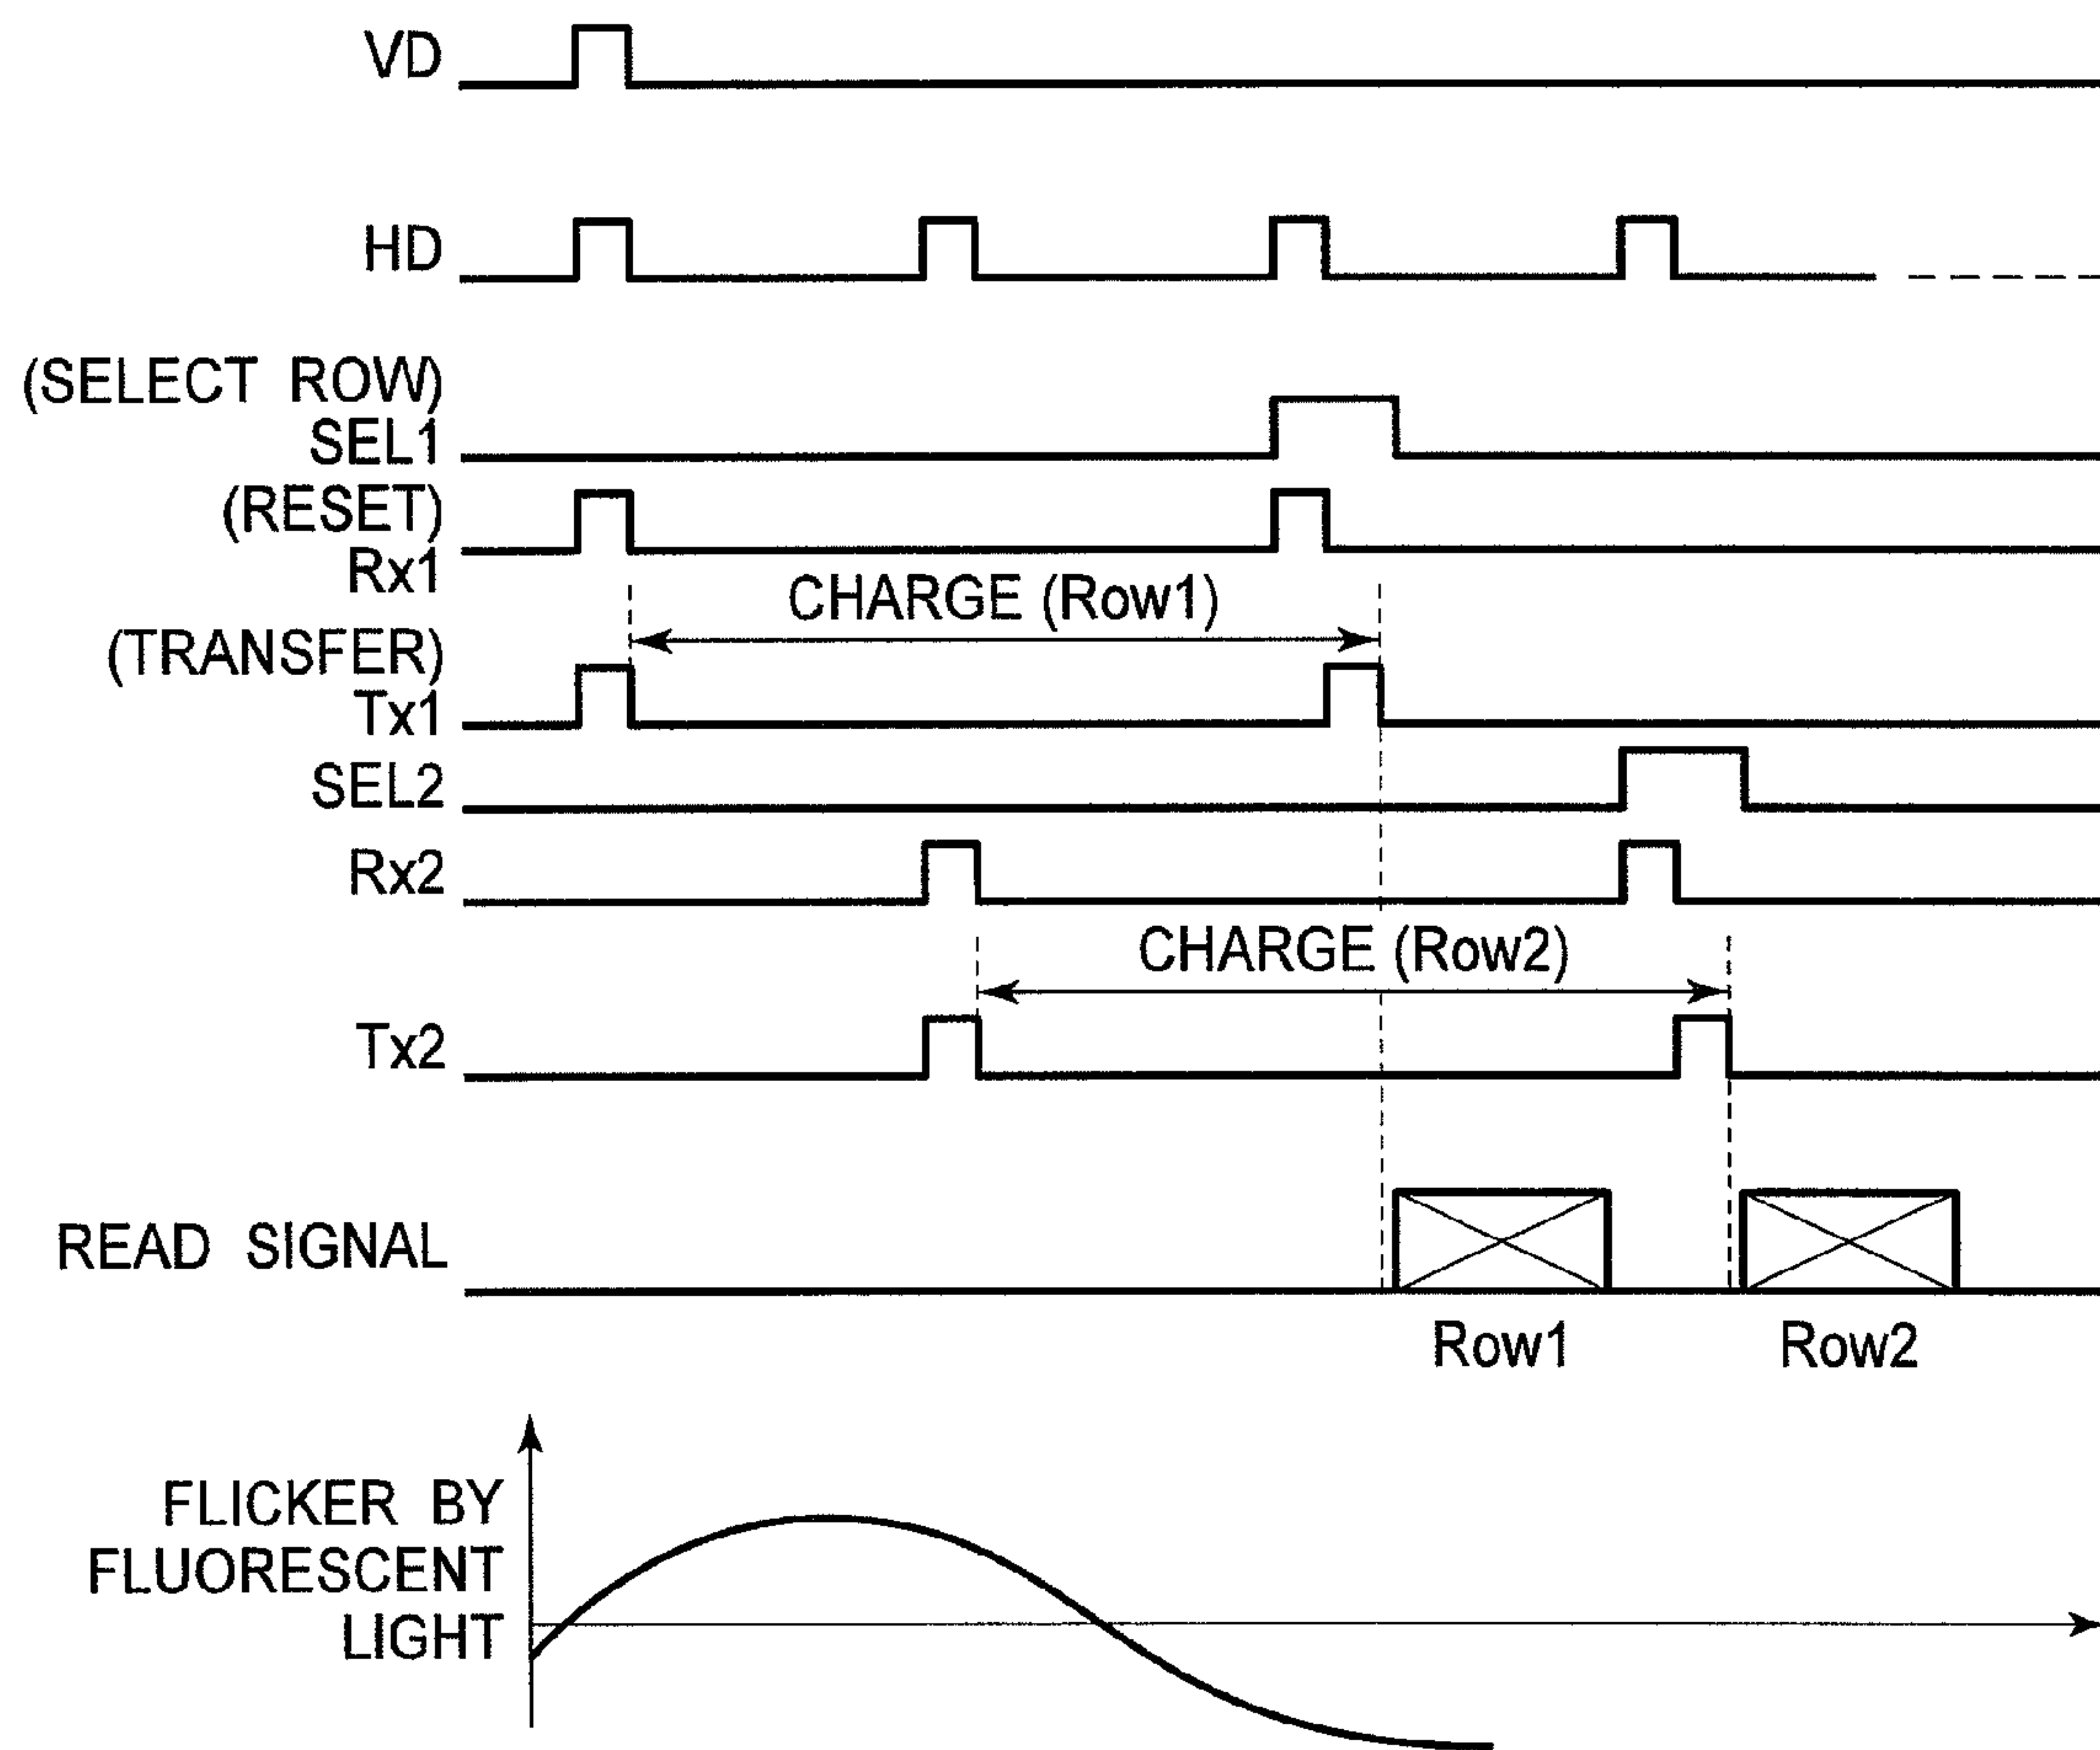 VD
HD
(SELECT ROW)
SEL1
(RESET)
Rx1
CHARGE (Row1)
(TRANSFER)
Tx1
SEL2
Rx2
CHARGE (Row2)
Tx2
READ SIGNAL
Row1 Row2
FLICKER BY
FLUORESCENT
LIGHT